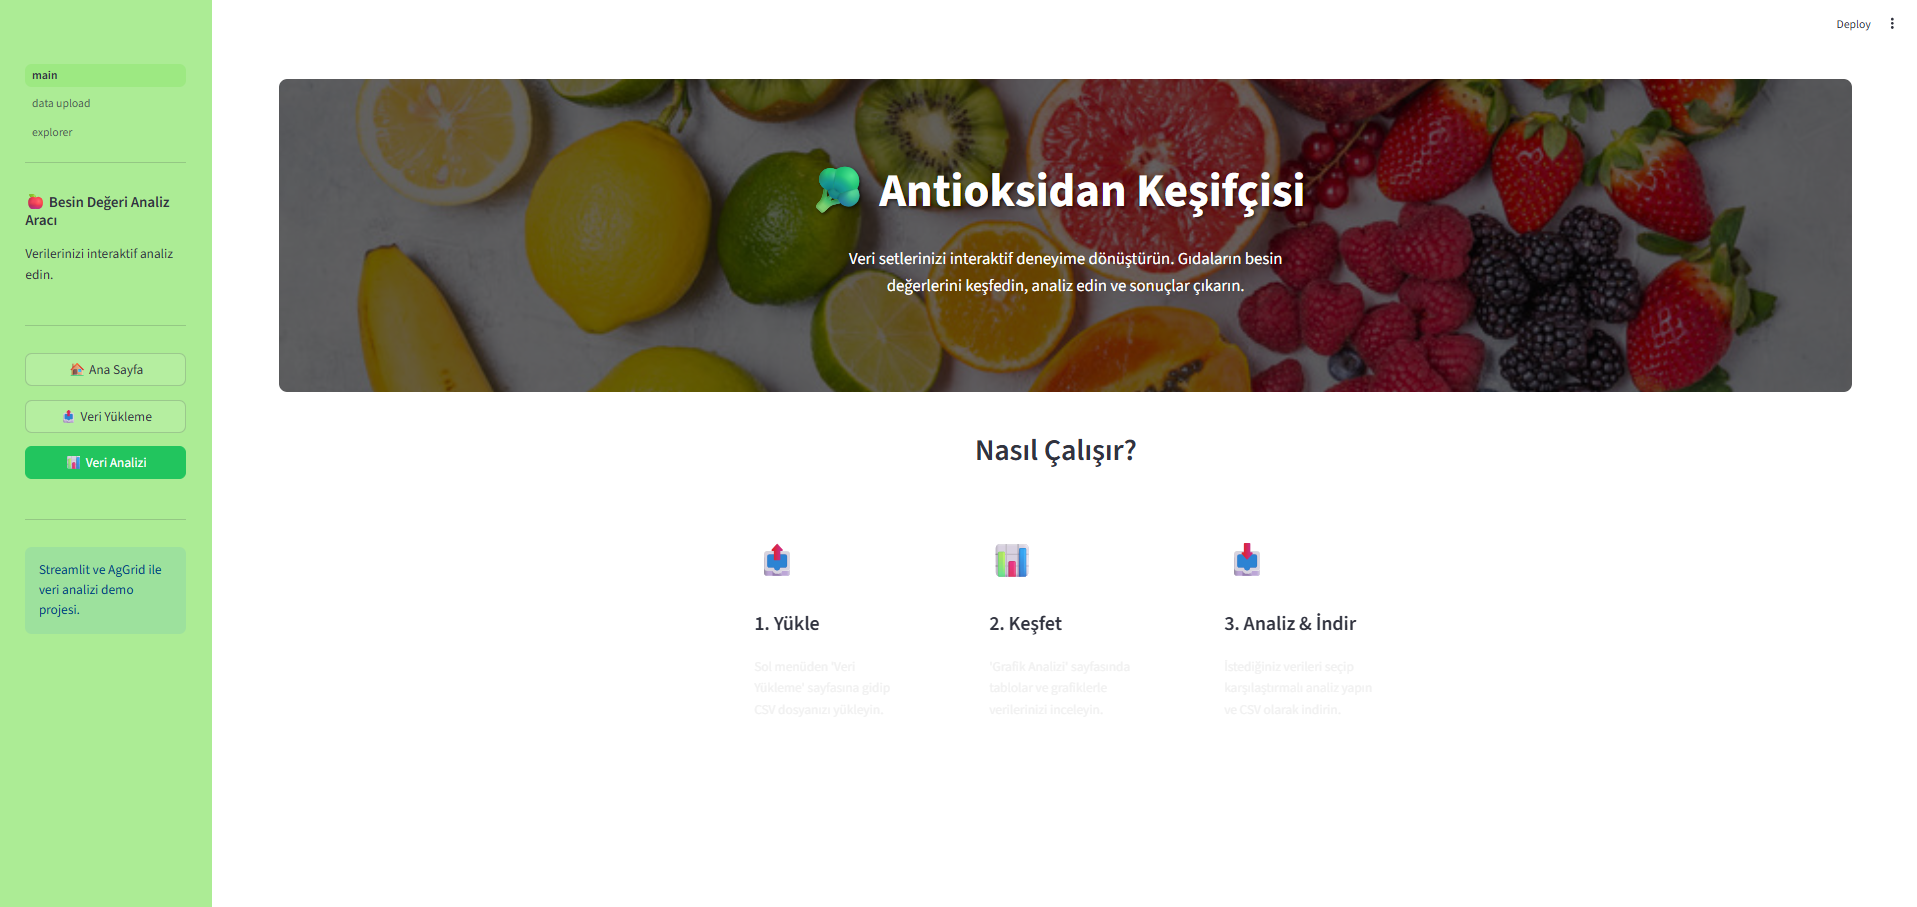 Deploy
main
data upload
explorer
Besin Değeri Analiz
Aracı
Verilerinizi interaktif analiz
edin.
Ana Sayfa
Veri Yükleme
Veri Analizi
Streamlit ve AgGrid ile
veri analizi demo
projesi.
Antioksidan Keşifçisi
Veri setlerinizi interaktif deneyime dönüştürün. Gıdaların besin
değerlerini keşfedin, analiz edin ve sonuçlar çıkarın.
Nasıl Çalışır?
1. Yükle
Sol menüden 'Veri
Yükleme' sayfasına gidip
CSV dosyanızı yükleyin.
2. Keşfet
'Grafik Analizi' sayfasında
tablolar ve grafiklerle
verilerinizi inceleyin.
3. Analiz & İndir
İstediğiniz verileri seçip
karşılaştırmalı analiz yapın
ve CSV olarak indirin.